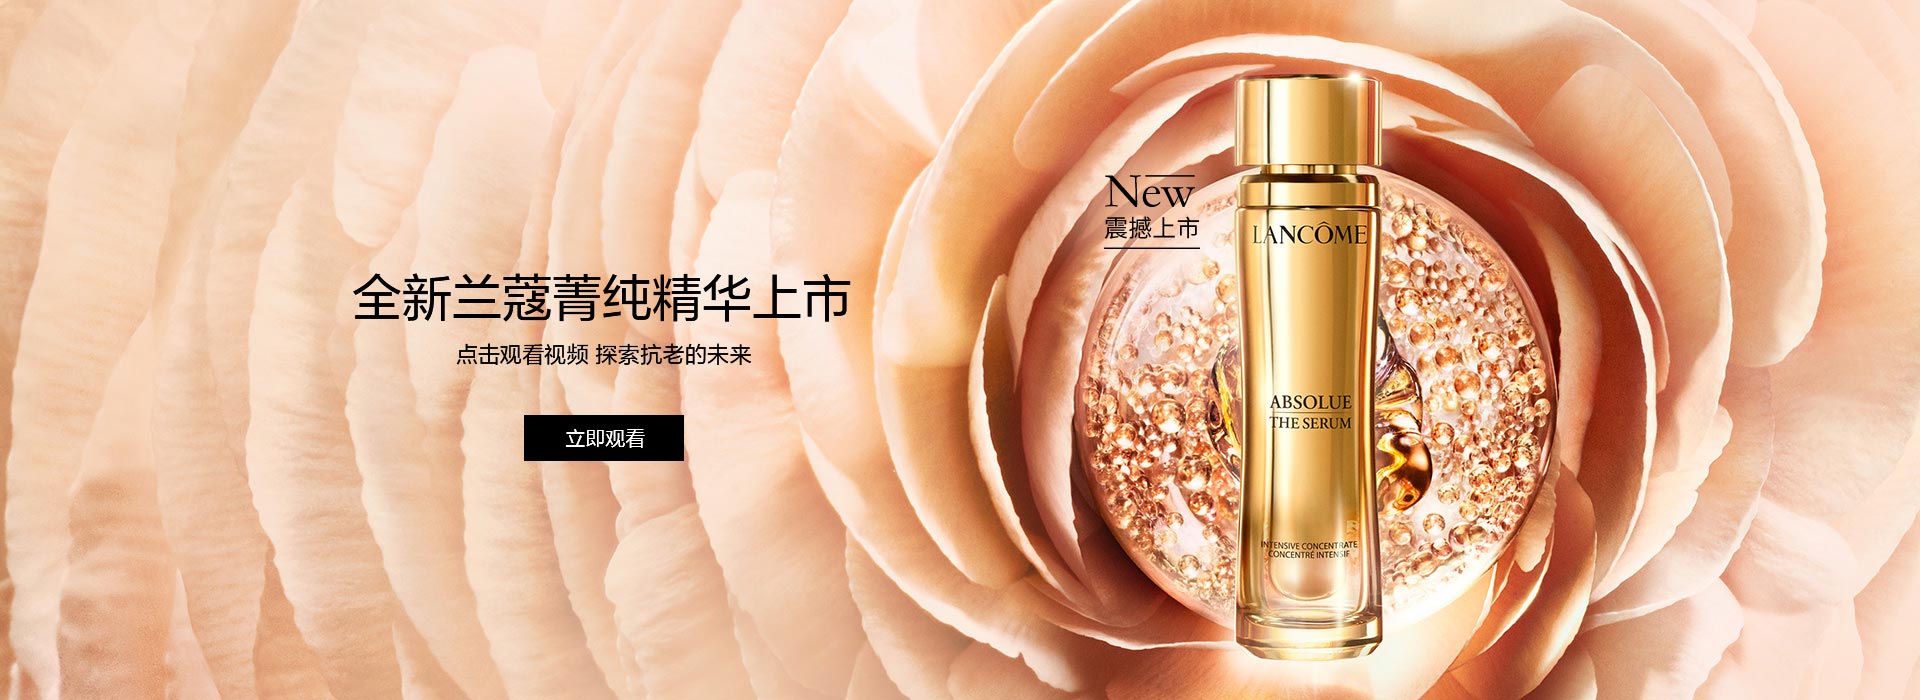 全新兰蔻菁纯精华上市
点击观看视频 探索抗老的未来
立即观看
New
震撼上市
LANCÔME
ABSOLUE
THE SERUM
INTENSIVE CONCENTRATE
CONCENTRÉ INTENSIF